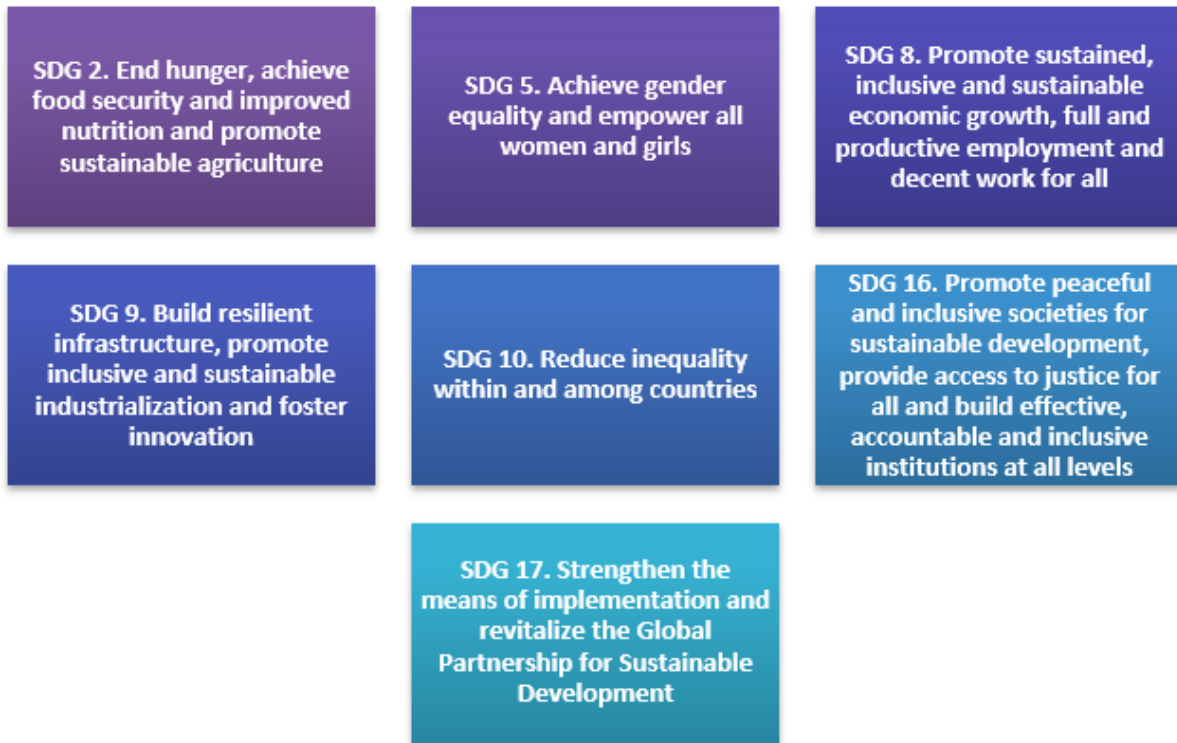 SDG 2. End hunger, achieve
food security and improved
nutrition and promote
sustainable agriculture
SDG 5. Achieve gender
equality and empower all
women and girls
SDG 8. Promote sustained,
inclusive and sustainable
economic growth, full and
productive employment and
decent work for all
SDG 9. Build resilient
infrastructure, promote
inclusive and sustainable
industrialization and foster
innovation
SDG 10. Reduce inequality
within and among countries
SDG 16. Promote peaceful
and inclusive societies for
sustainable development,
provide access to justice for
all and build effective,
accountable and inclusive
institutions at all levels
SDG 17. Strengthen the
means of implementation and
revitalize the Global
Partnership for Sustainable
Development